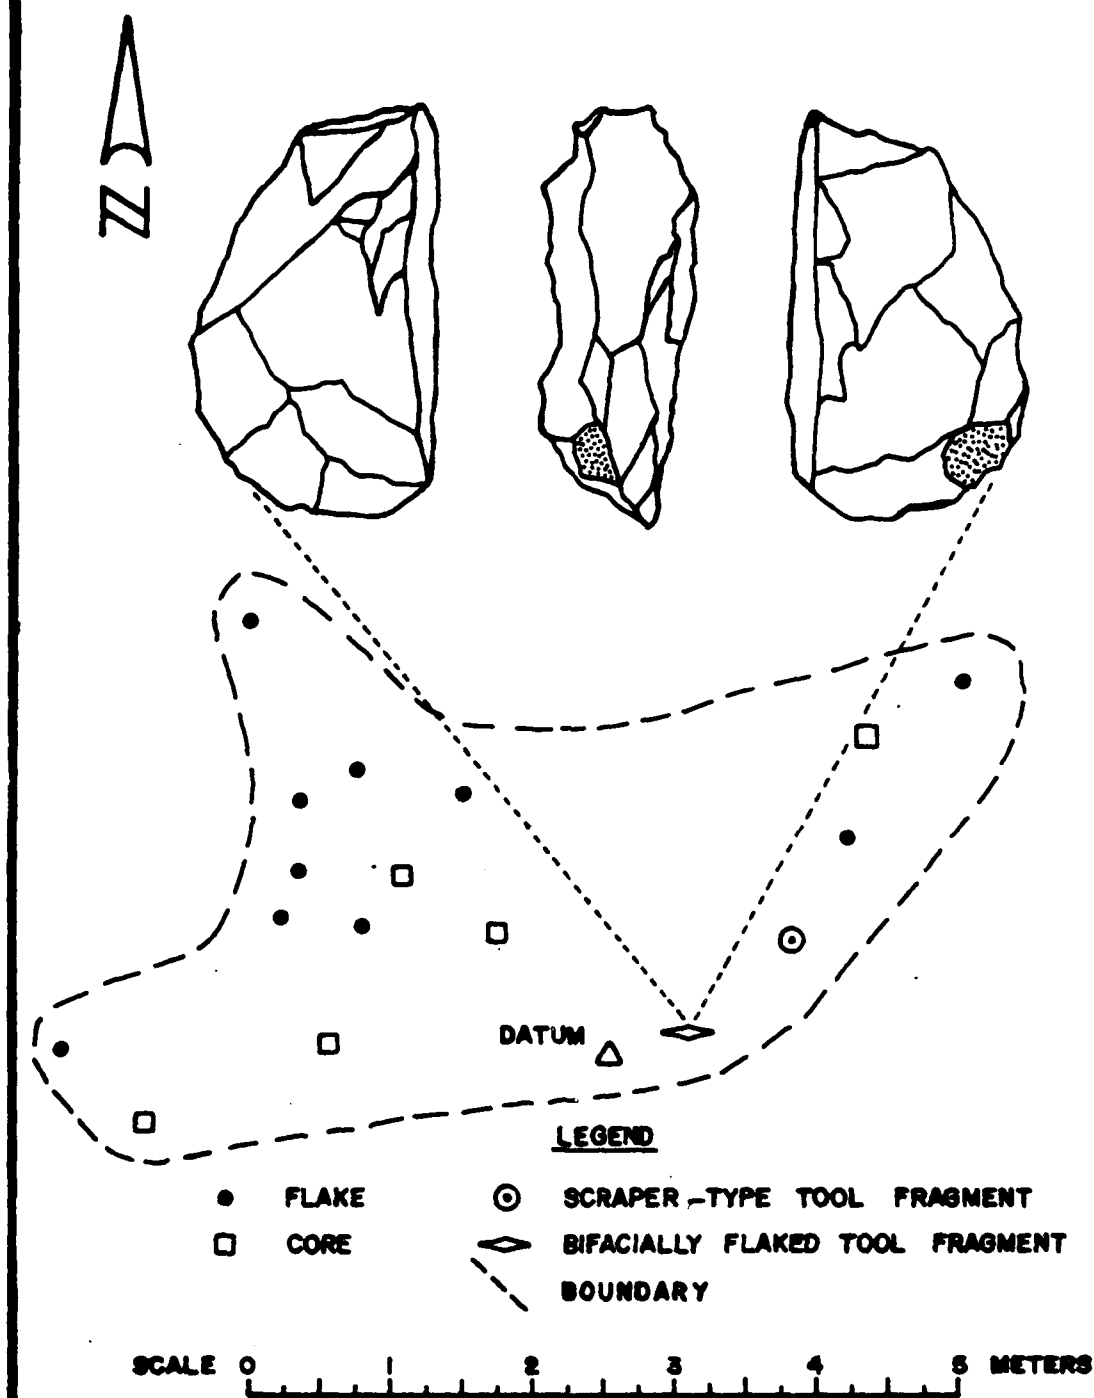 N
DATUM
LEGEND
FLAKE
SCRAPER-TYPE TOOL FRAGMENT
CORE
BIFACIALLY FLAKED TOOL FRAGMENT
BOUNDARY
SCALE 0 1 2 3 4 5 METERS